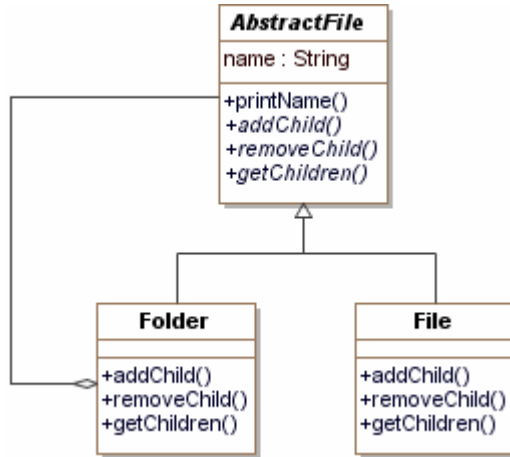 AbstractFile
name : String
+printName()
+addChild()
+removeChild()
+getChildren()
Folder
+addChild()
+removeChild()
+getChildren()
File
+addChild()
+removeChild()
+getChildren()